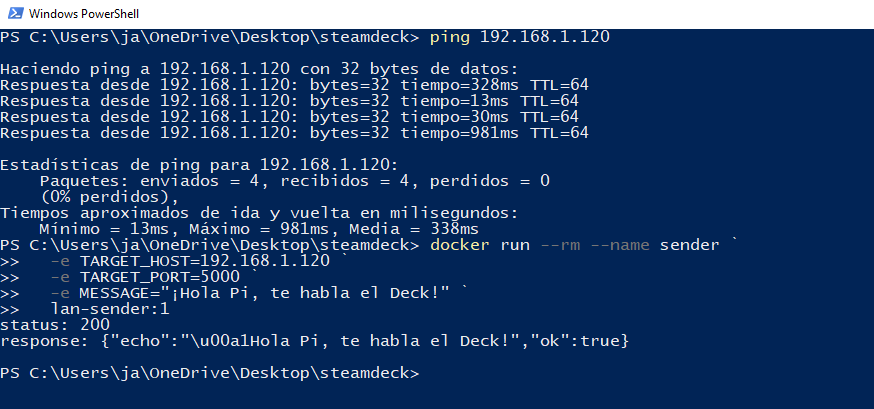 Windows PowerShell
PS C:\Users\ja\OneDrive\Desktop\steamdeck> ping 192.168.1.120
Haciendo ping a 192.168.1.120 con 32 bytes de datos:
Respuesta desde 192.168.1.120: bytes=32 tiempo=328ms TTL=64
Respuesta desde 192.168.1.120: bytes=32 tiempo=13ms TTL=64
Respuesta desde 192.168.1.120: bytes=32 tiempo=30ms TTL=64
Respuesta desde 192.168.1.120: bytes=32 tiempo=981ms TTL=64
Estadísticas de ping para 192.168.1.120:
    Paquetes: enviados = 4, recibidos = 4, perdidos = 0
    (0% perdidos),
Tiempos aproximados de ida y vuelta en milisegundos:
    Mínimo = 13ms, Máximo = 981ms, Media = 338ms
PS C:\Users\ja\OneDrive\Desktop\steamdeck> docker run --rm --name sender `
>>   -e TARGET_HOST=192.168.1.120 `
>>   -e TARGET_PORT=5000 `
>>   -e MESSAGE="¡Hola Pi, te habla el Deck!" `
>>   lan-sender:1
status: 200
response: {"echo":"\u00a1Hola Pi, te habla el Deck!","ok":true}
PS C:\Users\ja\OneDrive\Desktop\steamdeck>